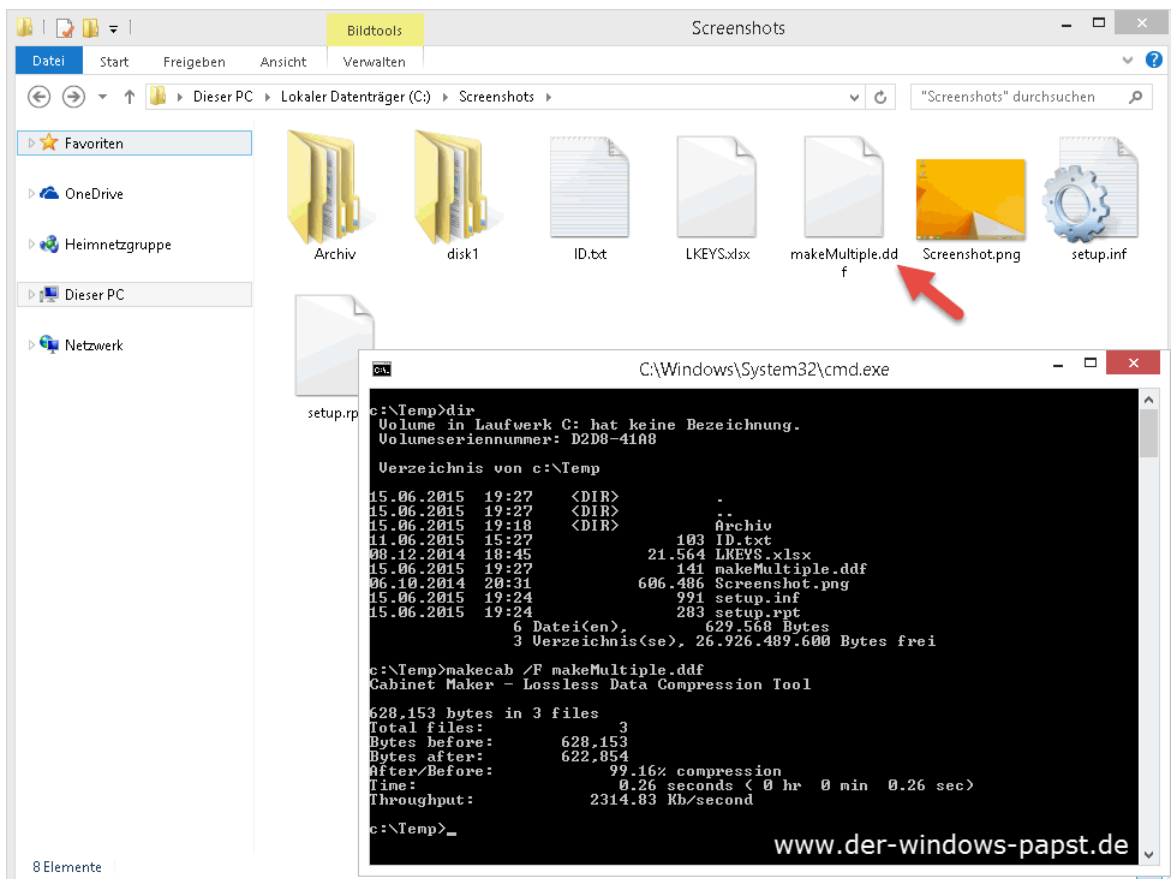 Bildtools
Screenshots
Datei Start Freigeben Ansicht Verwalten
Dieser PC Lokaler Datenträger (C:) Screenshots
"Screenshots" durchsuchen
Favoriten
OneDrive
Heimnetzgruppe
Dieser PC
Netzwerk
Archiv
disk1
ID.txt
LKEYS.xlsx
makeMultiple.dd
f
Screenshot.png
setup.inf
setup.rp
C:\Windows\System32\cmd.exe
c:\Temp>dir
Volume in Laufwerk C: hat keine Bezeichnung.
Volumeseriennummer: D2D8-41A8
Verzeichnis von c:\Temp
15.06.2015 19:27 <DIR> .
15.06.2015 19:27 <DIR> ..
15.06.2015 19:18 <DIR> Archiv
11.06.2015 15:27 103 ID.txt
08.12.2014 18:45 21.564 LKEYS.xlsx
15.06.2015 19:27 141 makeMultiple.ddf
06.10.2014 20:31 606.486 Screenshot.png
15.06.2015 19:24 991 setup.inf
15.06.2015 19:24 283 setup.rpt
6 Datei(en), 629.568 Bytes
3 Verzeichnis(se), 26.926.489.600 Bytes frei
c:\Temp>makecab /F makeMultiple.ddf
Cabinet Maker - Lossless Data Compression Tool
628,153 bytes in 3 files
Total files: 3
Bytes before: 628,153
Bytes after: 622,854
After/Before: 99.16% compression
Time: 0.26 seconds ( 0 hr 0 min 0.26 sec)
Throughput: 2314.83 Kb/second
c:\Temp>_
www.der-windows-papst.de
8 Elemente